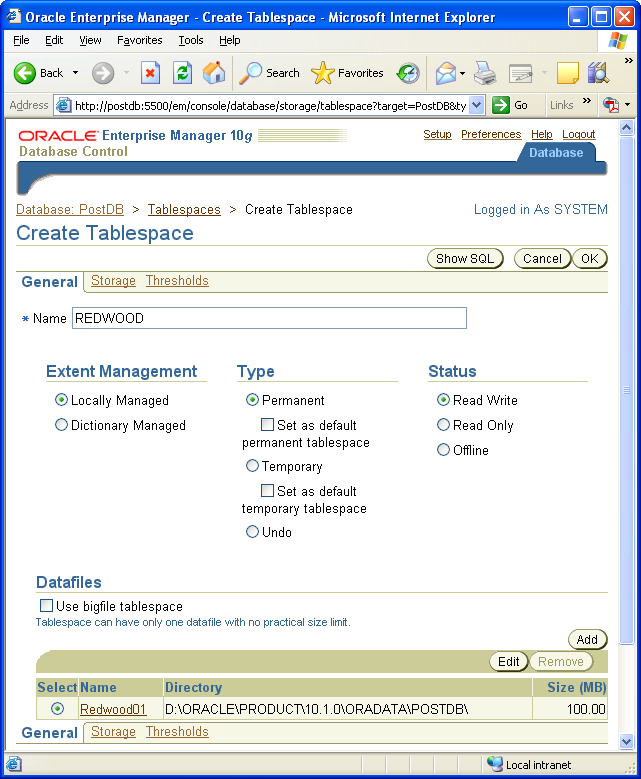 Oracle Enterprise Manager - Create Tablespace - Microsoft Internet Explorer
File Edit View Favorites Tools Help
Back Search Favorites
Address http://postdb:5500/em/console/database/storage/tablespace?target=PostDB&ty Go Links
ORACLE Enterprise Manager 10g
Database Control
Setup Preferences Help Logout
Database
Database: PostDB > Tablespaces > Create Tablespace Logged in As SYSTEM
Create Tablespace
Show SQL Cancel OK
General Storage Thresholds
* Name REDWOOD
Extent Management Type Status
Locally Managed Permanent Read Write
Dictionary Managed Set as default permanent tablespace Read Only
Temporary Offline
Set as default temporary tablespace
Undo
Datafiles
Use bigfile tablespace
Tablespace can have only one datafile with no practical size limit.
Add
Edit Remove
Select Name Directory Size (MB)
Redwood01 D:\ORACLE\PRODUCT\10.1.0\ORADATA\POSTDB\ 100.00
General Storage Thresholds
Local intranet